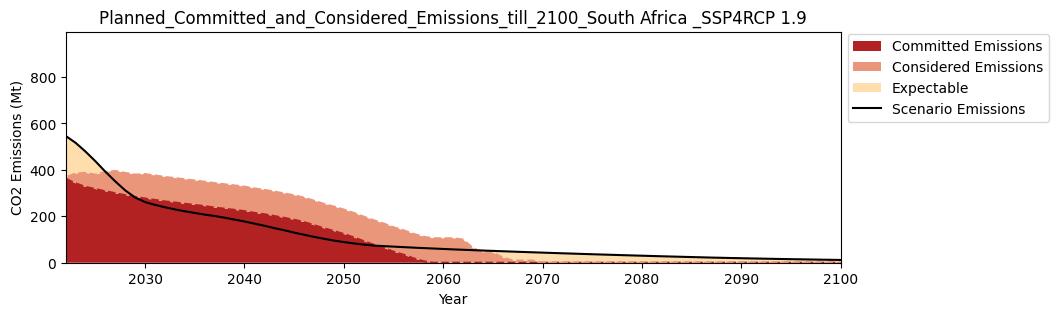 Planned_Committed_and_Considered_Emissions_till_2100_South Africa _SSP4RCP 1.9
Committed Emissions
Considered Emissions
Expectable
Scenario Emissions
CO2 Emissions (Mt)
800
600
400
200
0
2030 2040 2050 2060 2070 2080 2090 2100
Year